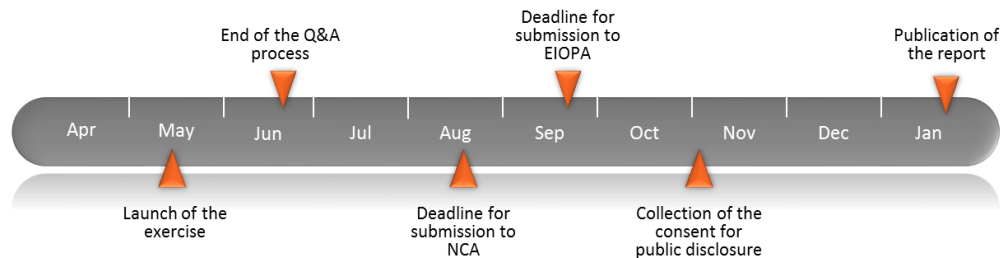 End of the Q&A
process
Deadline for
submission to
EIOPA
Publication of
the report
Apr
May
Jun
Jul
Aug
Sep
Oct
Nov
Dec
Jan
Launch of the
exercise
Deadline for
submission to
NCA
Collection of the
consent for
public disclosure